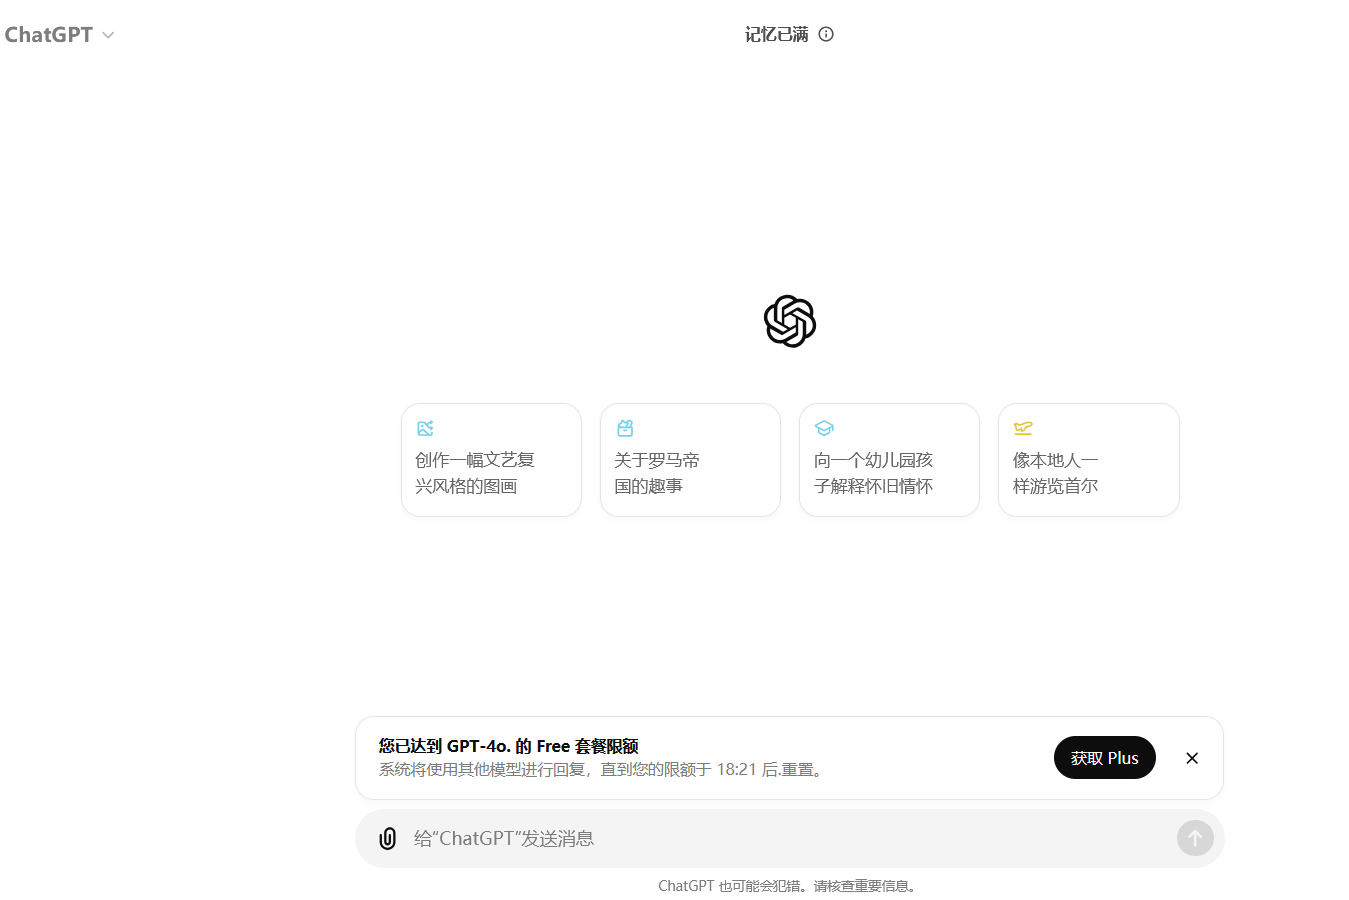 ChatGPT
记忆已满
创作一幅文艺复
兴风格的图画
关于罗马帝
国的趣事
向一个幼儿园孩
子解释怀旧情怀
像本地人一
样游览首尔
您已达到 GPT-4o. 的 Free 套餐限额
系统将使用其他模型进行回复，直到您的限额于 18:21 后.重置。
获取 Plus
给“ChatGPT”发送消息
ChatGPT 也可能会犯错。请核查重要信息。